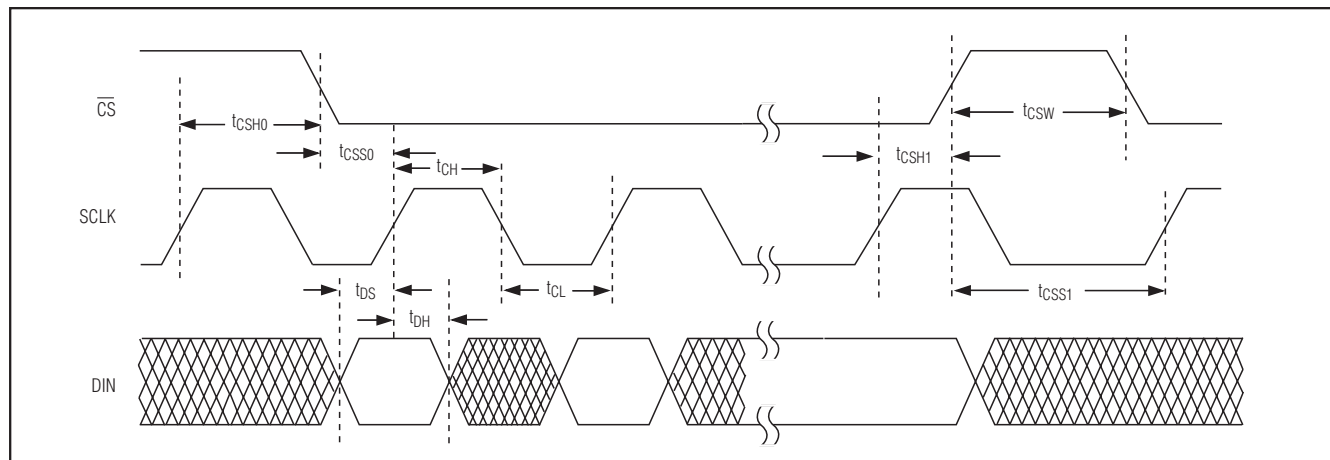 CS
tCSH0
tCSS0
tCH
tCSH1
tCSW
SCLK
tDS
tDH
tCL
tCSS1
DIN